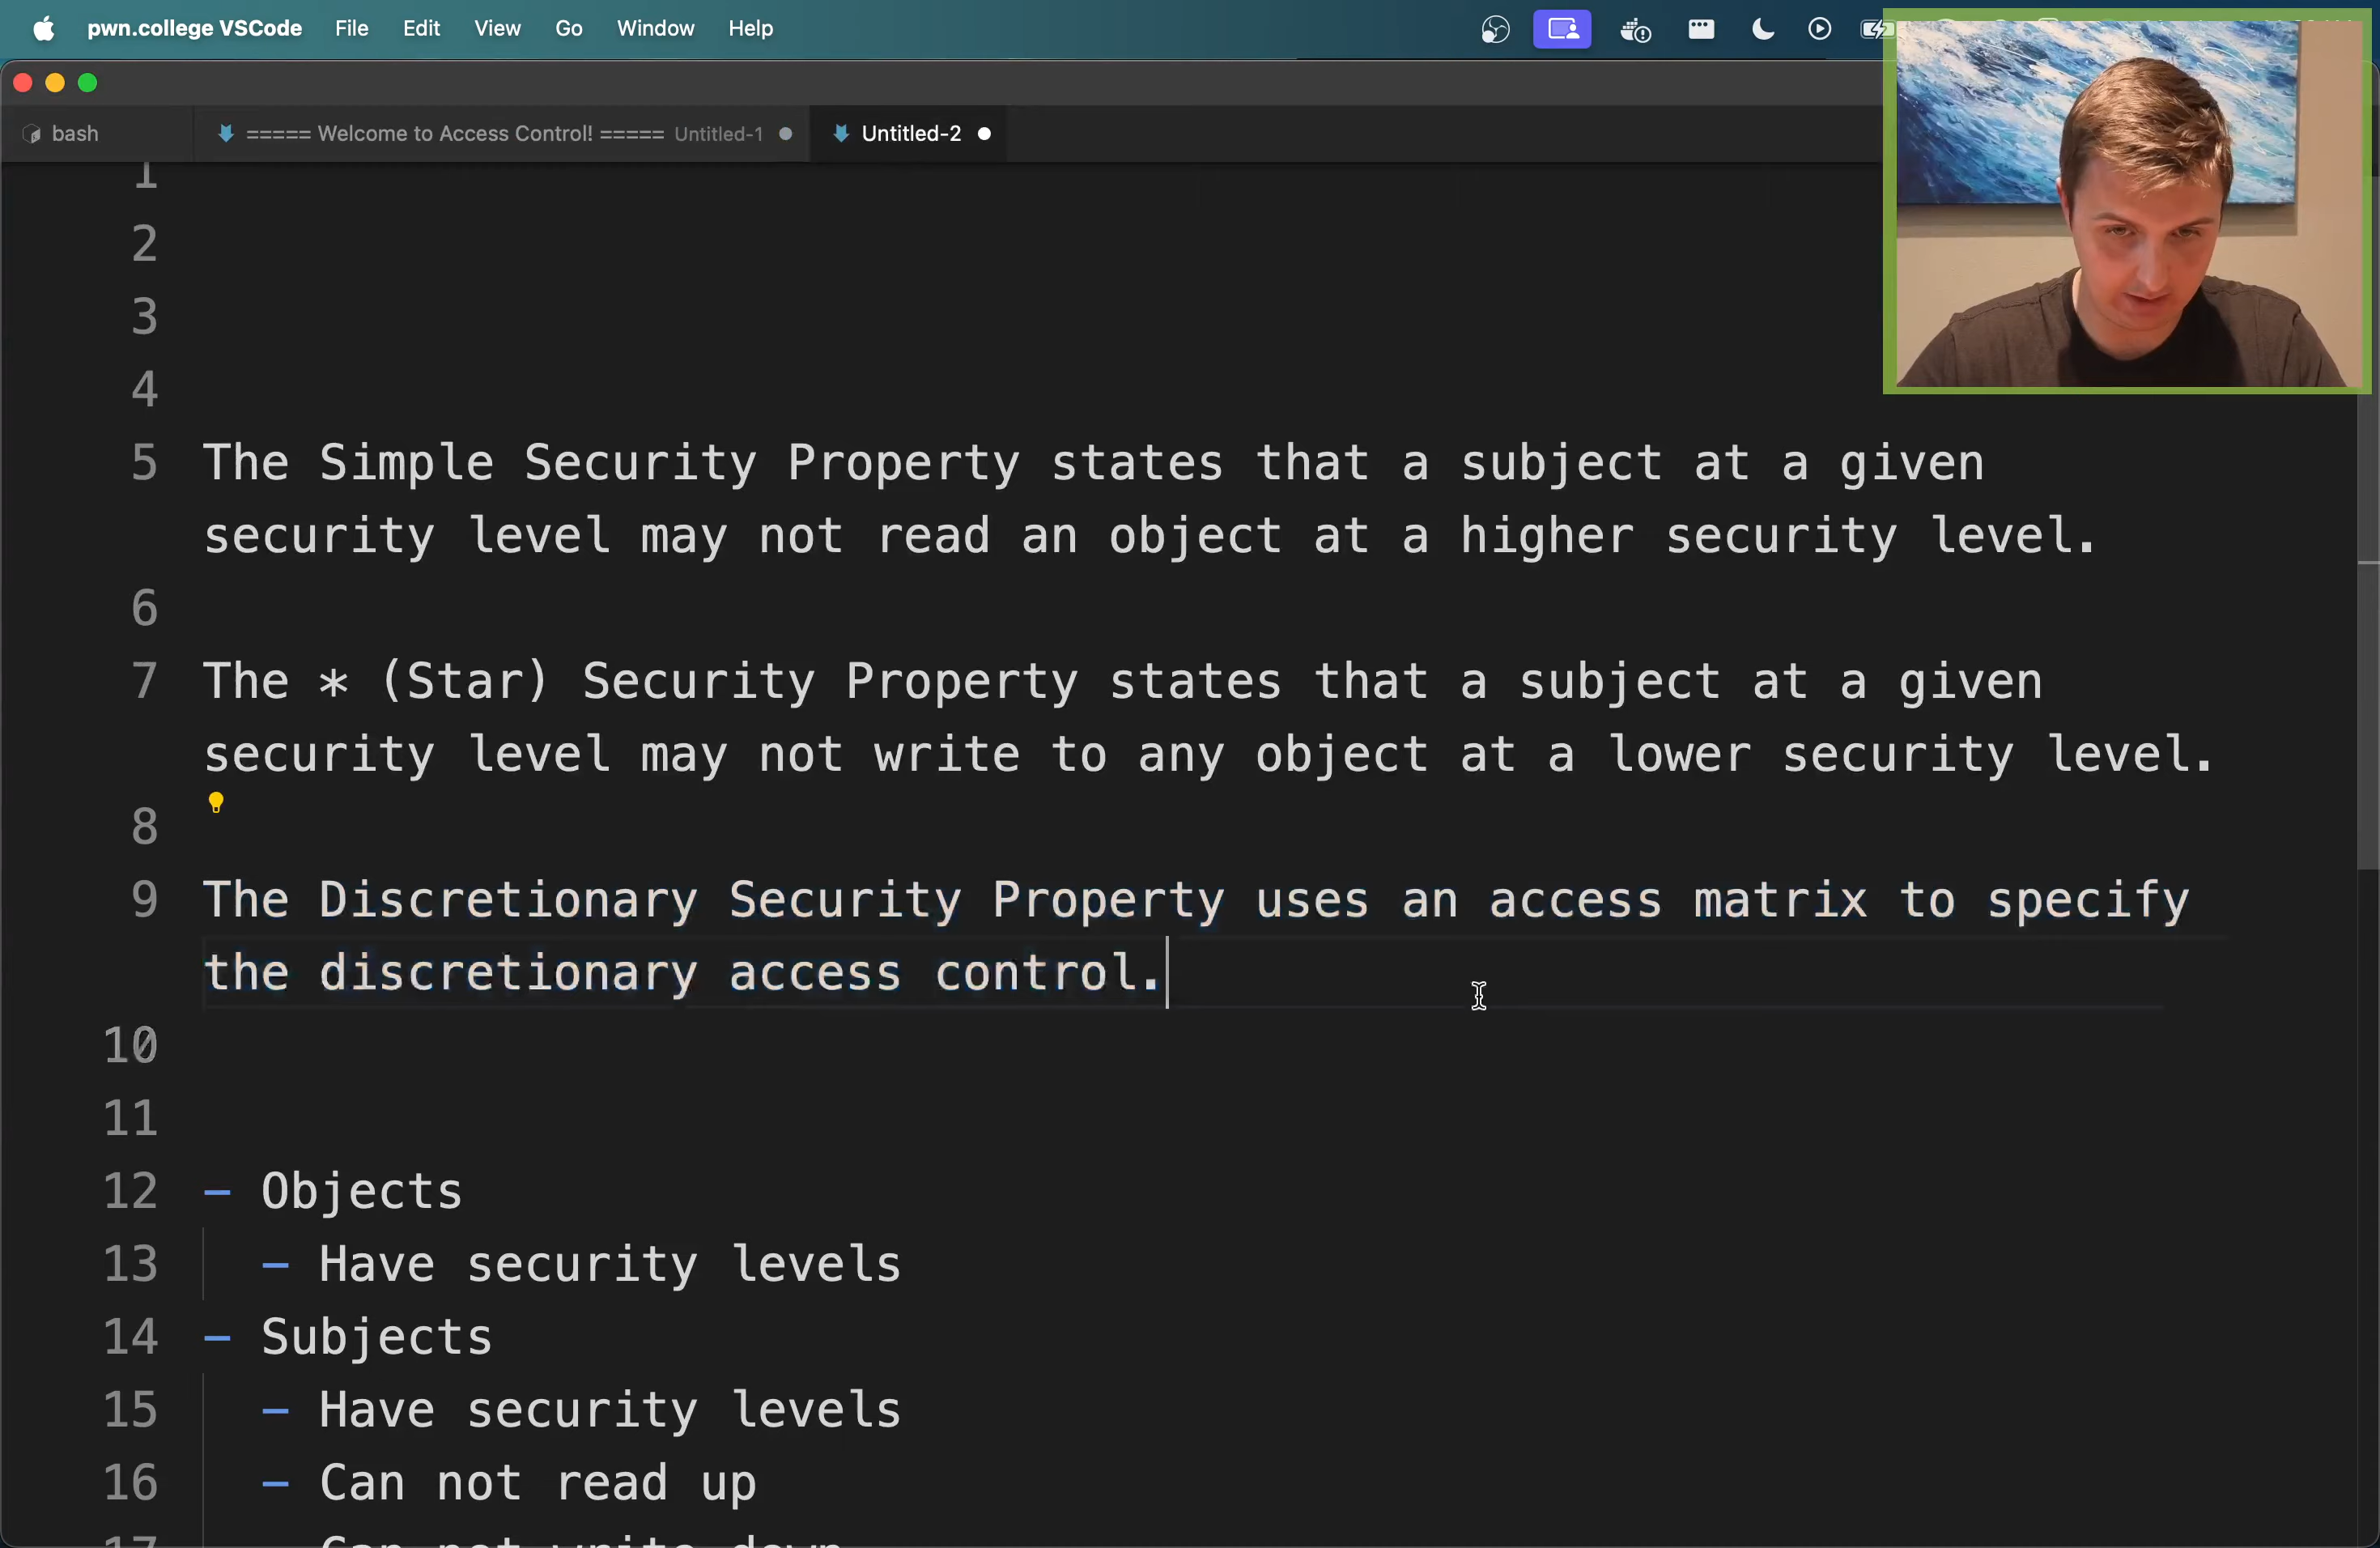 pwn.college VSCode File Edit View Go Window Help
bash ===== Welcome to Access Control! ===== Untitled-1 Untitled-2
1
2
3
4
5 The Simple Security Property states that a subject at a given
security level may not read an object at a higher security level.
6
7 The * (Star) Security Property states that a subject at a given
security level may not write to any object at a lower security level.
8
9 The Discretionary Security Property uses an access matrix to specify
the discretionary access control.
10
11
12 - Objects
13 - Have security levels
14 - Subjects
15 - Have security levels
16 - Can not read up
17 - Can not write down